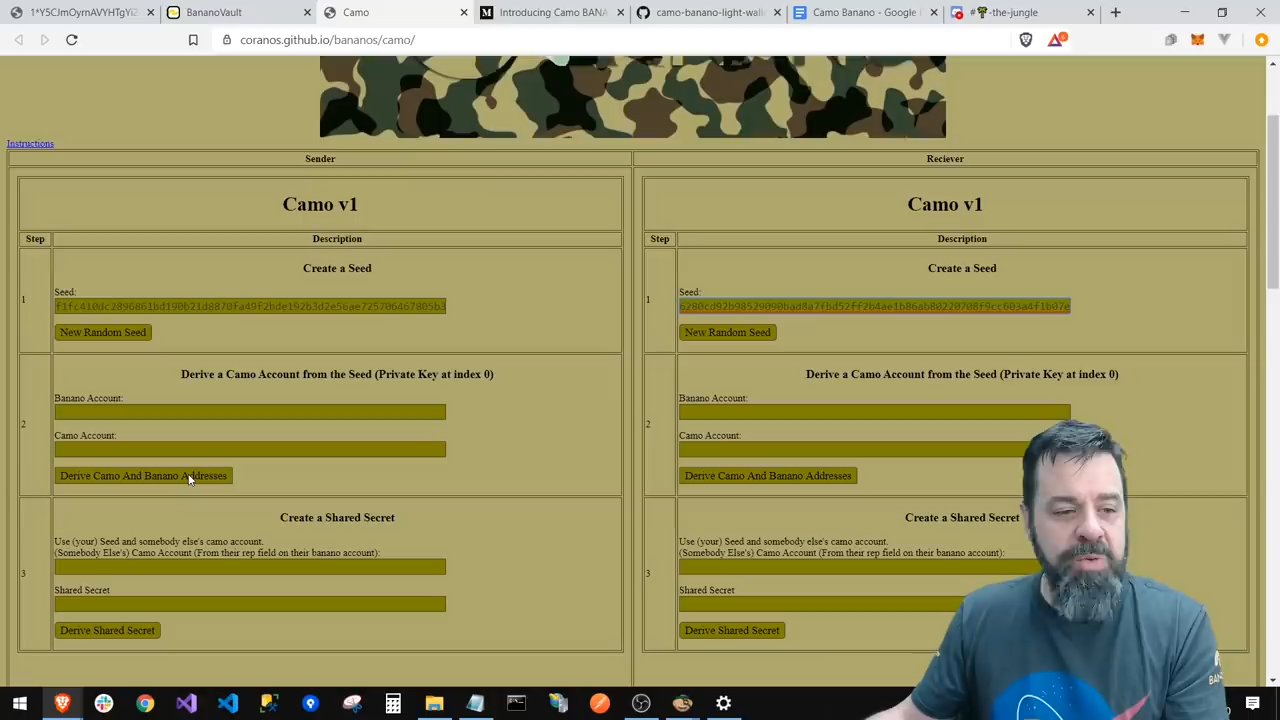 *1Y5CJmOyrnAVYHTgYiZ
BananoVault
Camo
Introducing Camo BANA
camo-banano-light-walle
Camo Banano - Google
#🌴the-jungle
coranos.github.io/bananos/camo/
Instructions
Sender
Reciever
Camo v1
Camo v1
Step
Description
Step
Description
Create a Seed
Create a Seed
1
Seed:
1
Seed:
New Random Seed
New Random Seed
Derive a Camo Account from the Seed (Private Key at index 0)
Derive a Camo Account from the Seed (Private Key at index 0)
2
Banano Account:
2
Banano Account:
Camo Account:
Camo Account:
Derive Camo And Banano Addresses
Derive Camo And Banano Addresses
Create a Shared Secret
Create a Shared Secret
3
Use (your) Seed and somebody else's camo account.
(Somebody Else's) Camo Account (From their rep field on their banano account):
3
Use (your) Seed and somebody else's camo account.
(Somebody Else's) Camo Account (From their rep field on their banano account):
Shared Secret
Shared Secret
Derive Shared Secret
Derive Shared Secret